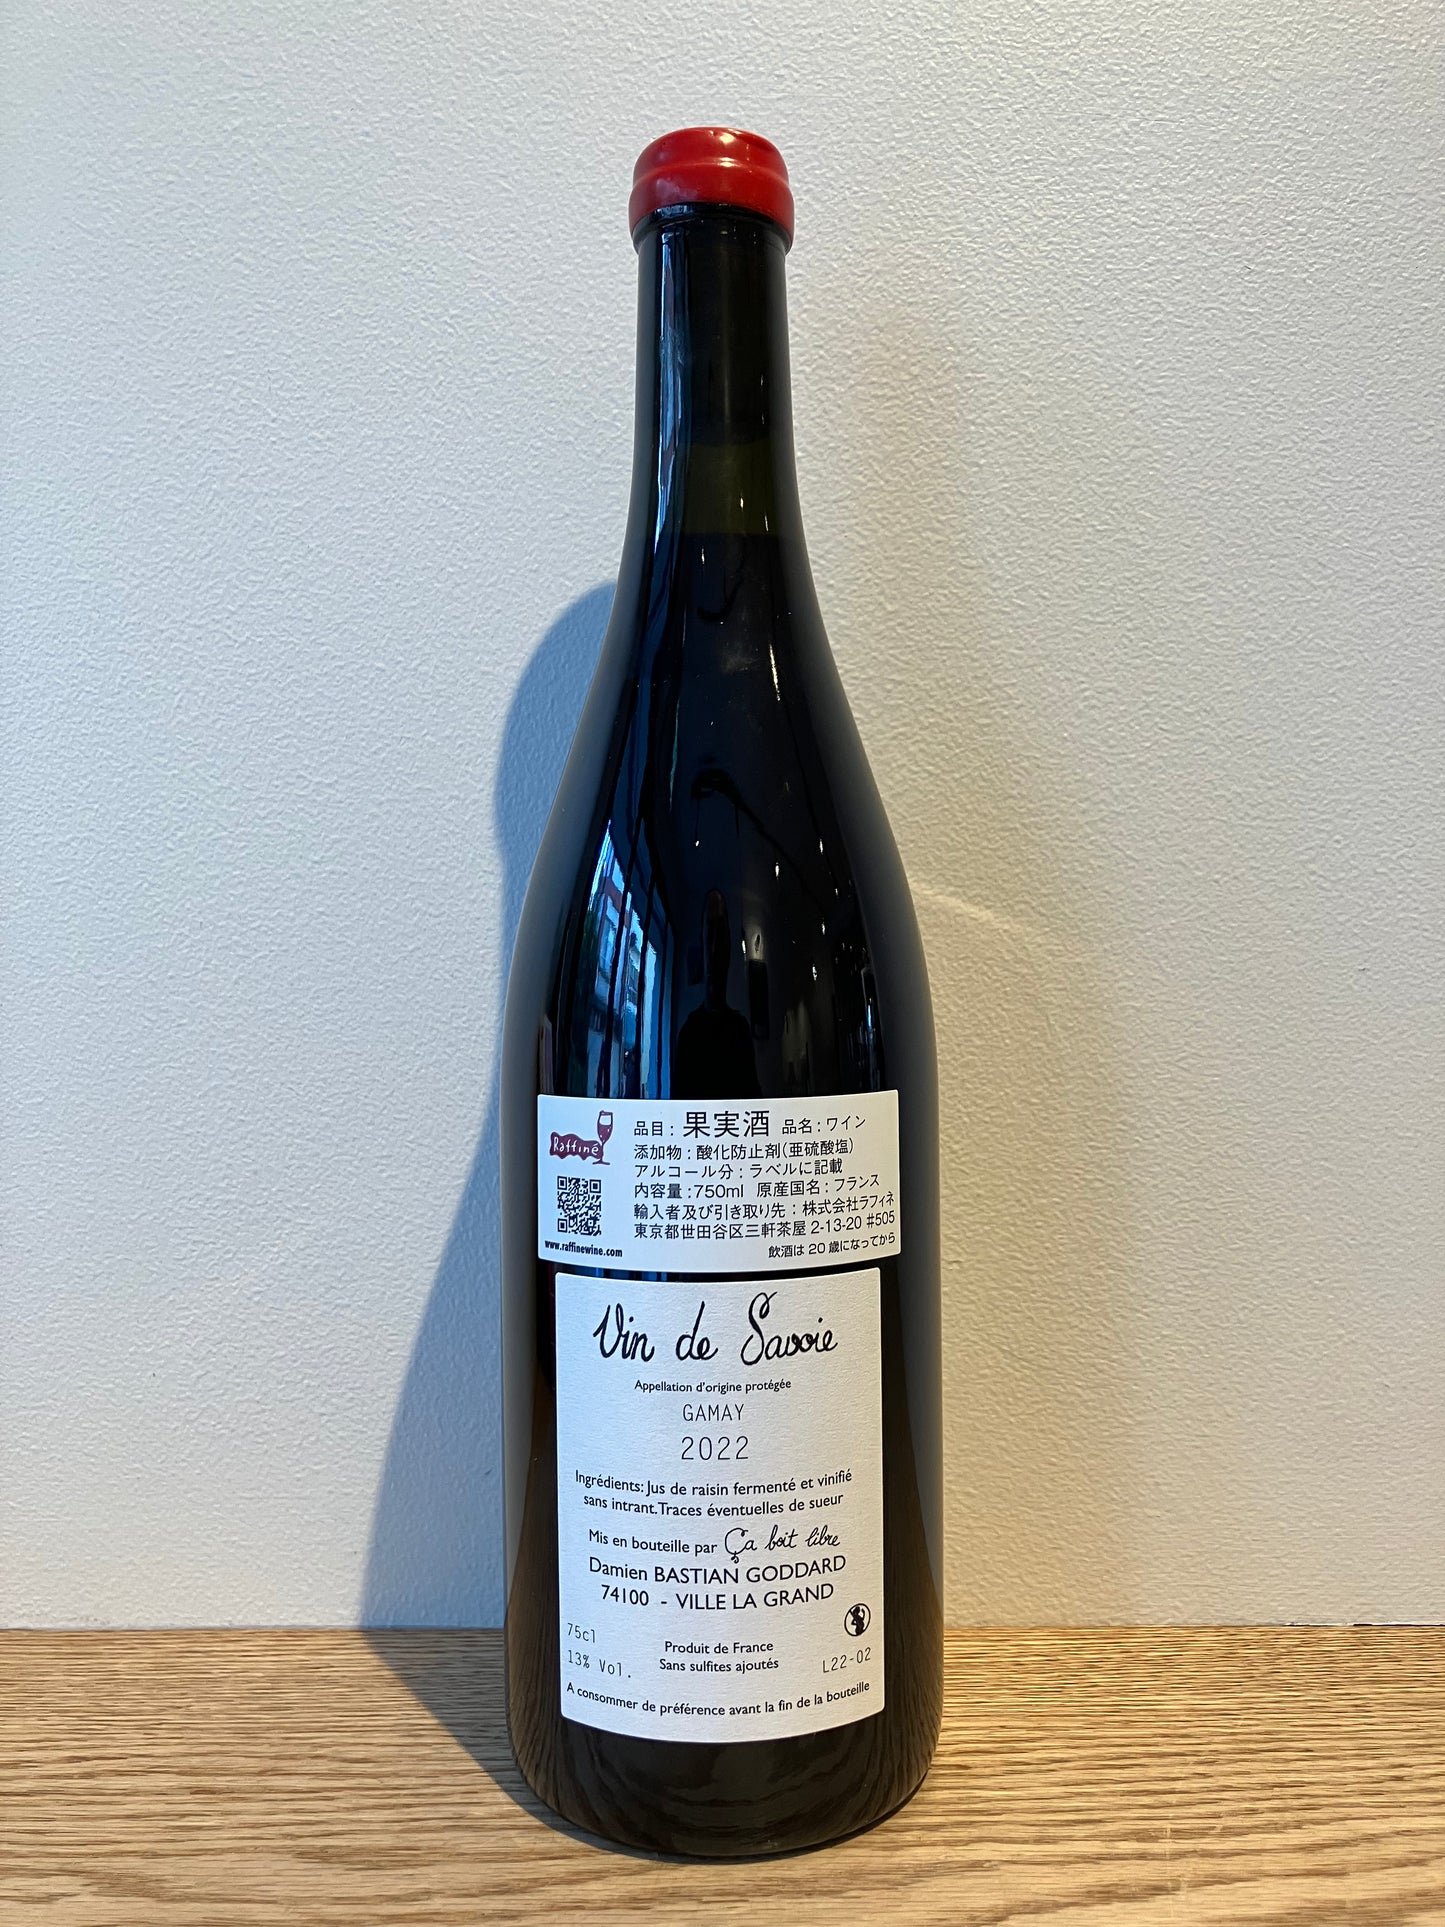 Raffiné
www.raffinewine.com
品目 : 果実酒 品名 : ワイン
添加物 : 酸化防止剤(亜硫酸塩)
アルコール分 : ラベルに記載
内容量 : 750ml 原産国名 : フランス
輸入者及び引き取り先 : 株式会社ラフィネ
東京都世田谷区三軒茶屋 2-13-20 #505
飲酒は 20 歳になってから
Vin de Savoie
Appellation d'origine protégée
GAMAY
2022
Ingrédients: Jus de raisin fermenté et vinifié
sans intrant. Traces éventuelles de sueur
Mis en bouteille par Ça boit libre
Damien BASTIAN GODDARD
74100 - VILLE LA GRAND
75cl
13% Vol.
Produit de France
Sans sulfites ajoutés
L22-02
A consommer de préférence avant la fin de la bouteille